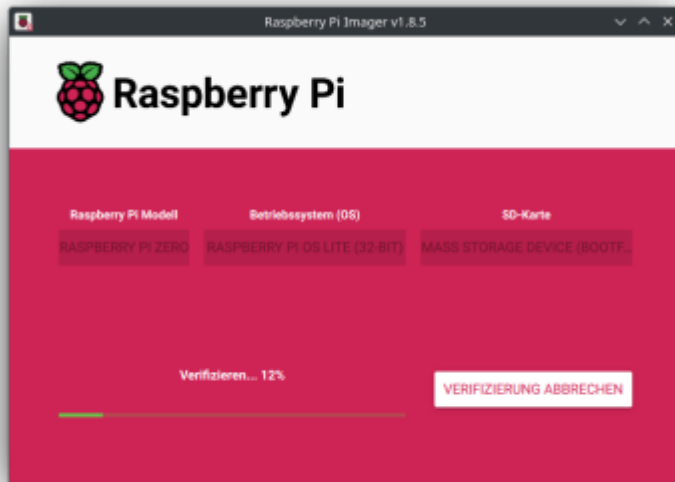 Raspberry Pi Imager v1.8.5
Raspberry Pi
Raspberry Pi Modell
Betriebssystem (OS)
SD-Karte
RASPBERRY PI ZERO
RASPBERRY PI OS LITE (32-BIT)
MASS STORAGE DEVICE (BOOTF...
Verifizieren... 12%
VERIFIZIERUNG ABBRECHEN